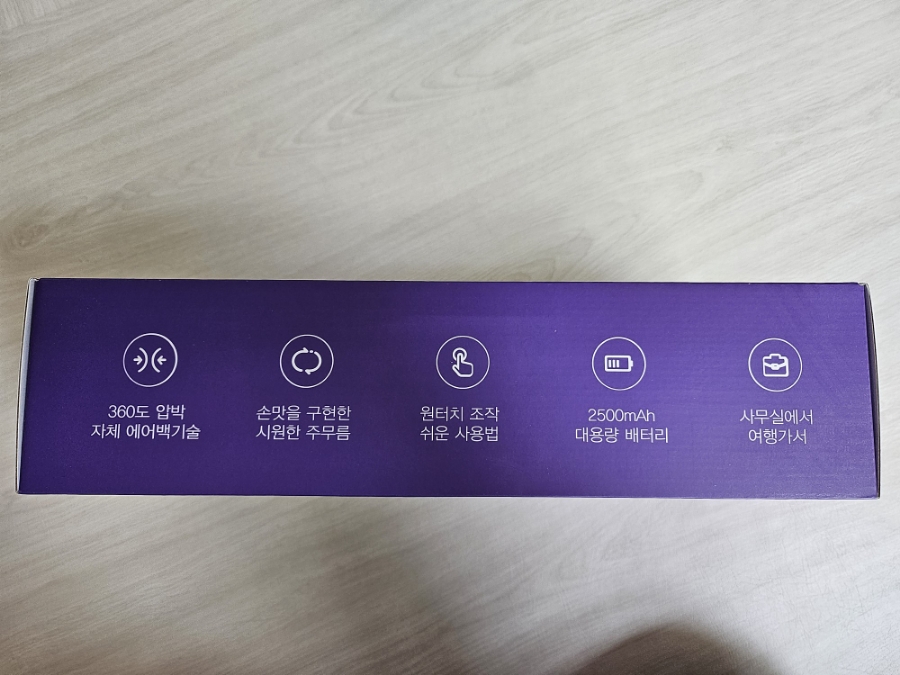 360도 압박
자체 에어백기술
손맛을 구현한
시원한 주무름
원터치 조작
쉬운 사용법
2500mAh
대용량 배터리
사무실에서
여행가서